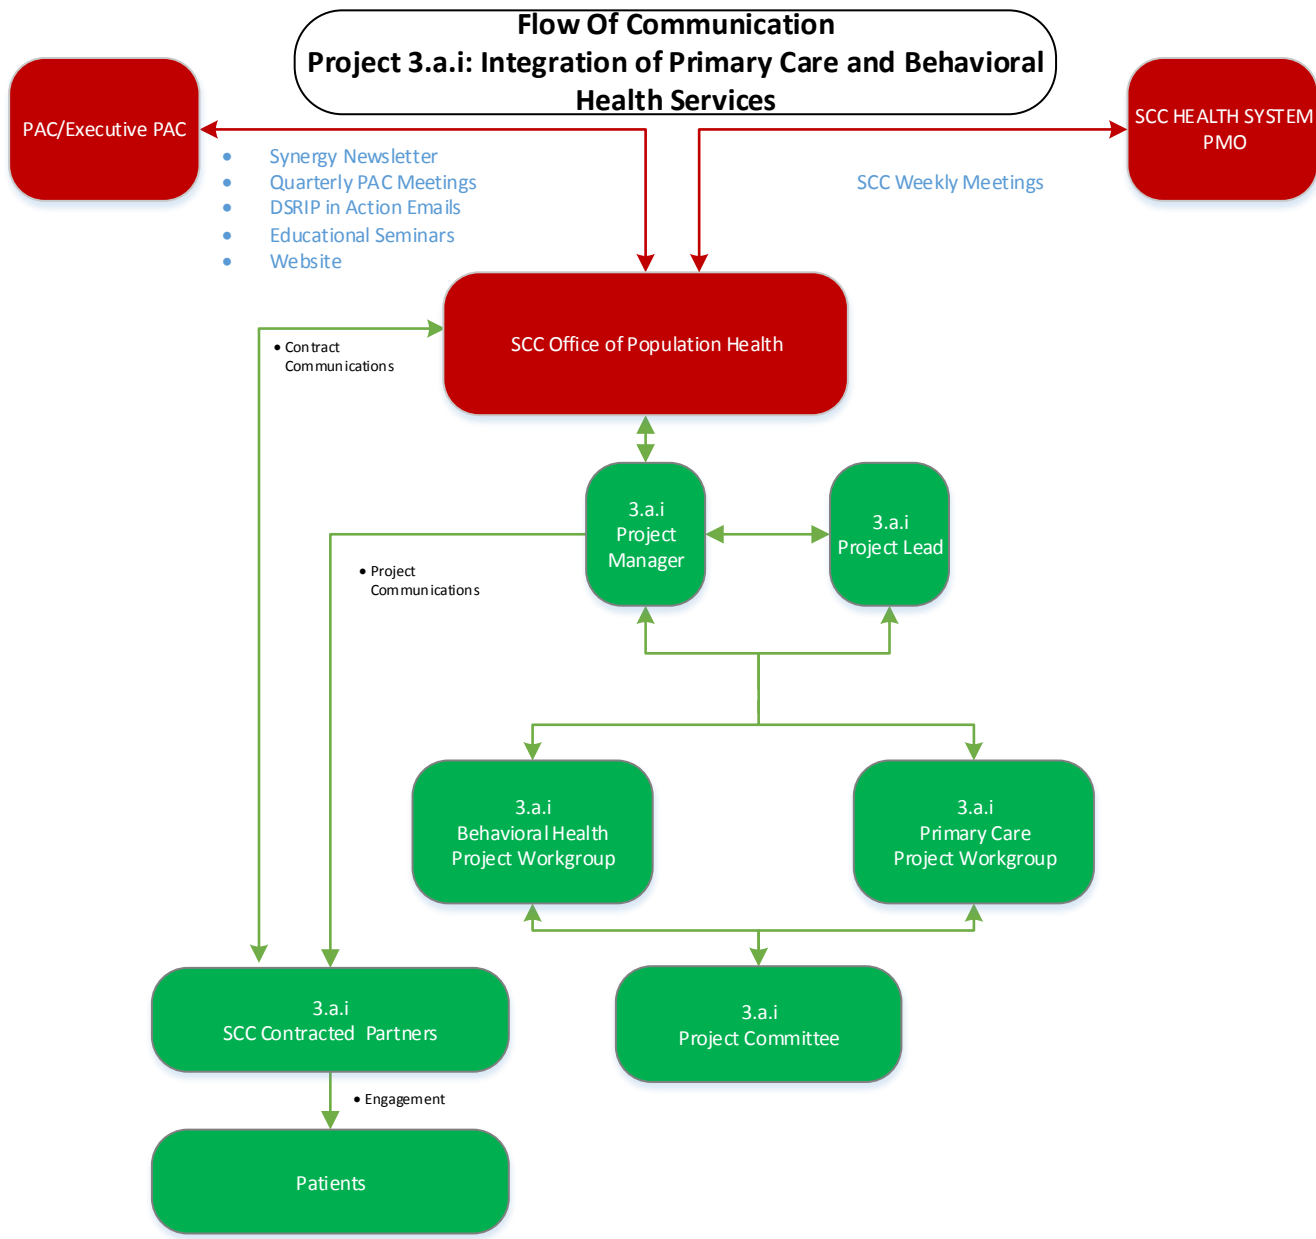 Flow Of Communication
Project 3.a.i: Integration of Primary Care and Behavioral
Health Services
PAC/Executive PAC
SCC HEALTH SYSTEM
PMO
• Synergy Newsletter
• Quarterly PAC Meetings
• DSRIP in Action Emails
• Educational Seminars
• Website
SCC Weekly Meetings
SCC Office of Population Health
• Contract
Communications
3.a.i
Project
Manager
3.a.i
Project Lead
• Project
Communications
3.a.i
Behavioral Health
Project Workgroup
3.a.i
Primary Care
Project Workgroup
3.a.i
SCC Contracted Partners
3.a.i
Project Committee
• Engagement
Patients